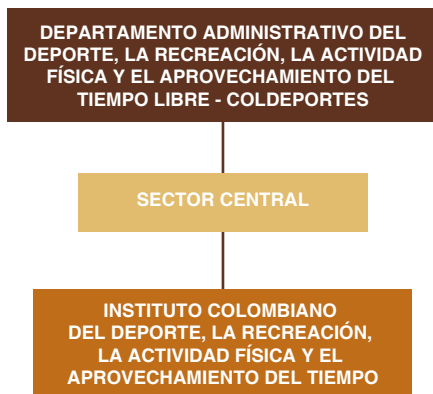 DEPARTAMENTO ADMINISTRATIVO DEL
DEPORTE, LA RECREACIÓN, LA ACTIVIDAD
FÍSICA Y EL APROVECHAMIENTO DEL
TIEMPO LIBRE - COLDEPORTES
SECTOR CENTRAL
INSTITUTO COLOMBIANO
DEL DEPORTE, LA RECREACIÓN,
LA ACTIVIDAD FÍSICA Y EL
APROVECHAMIENTO DEL TIEMPO